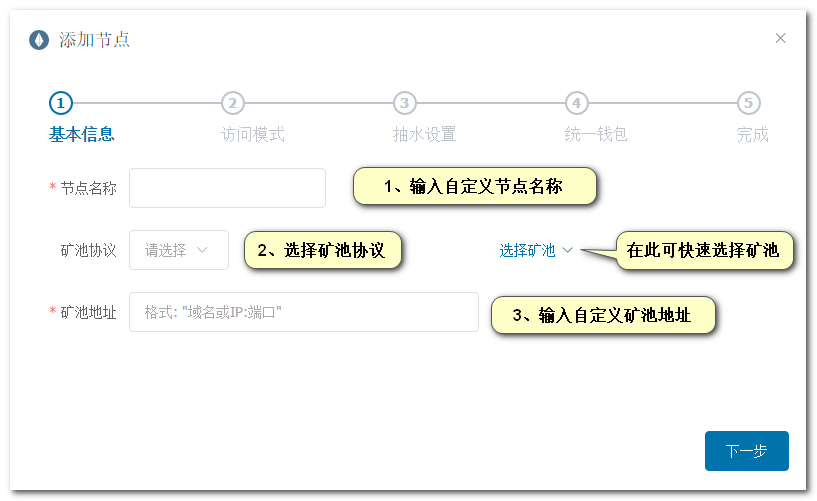 添加节点
1 2 3 4 5
基本信息 访问模式 抽水设置 统一钱包 完成
* 节点名称 1、输入自定义节点名称
矿池协议 请选择 2、选择矿池协议 选择矿池 在此可快速选择矿池
* 矿池地址 格式: "域名或IP:端口" 3、输入自定义矿池地址
下一步